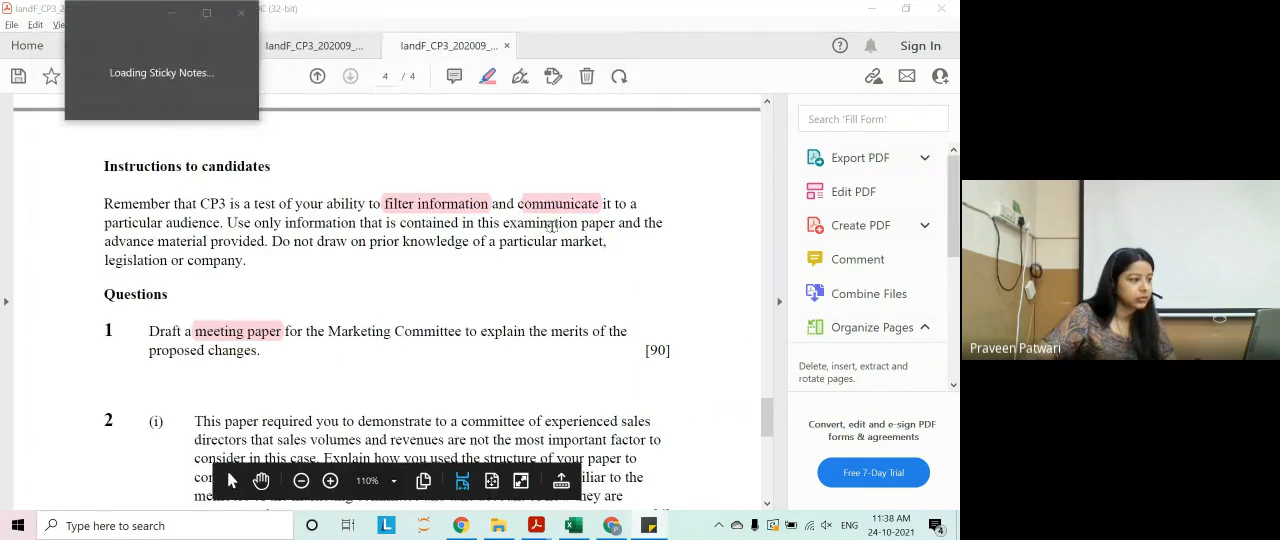 IandF_CP3_202009_
C (32-bit)
File Edit Vie
Loading Sticky Notes...
Home
IandF_CP3_202009_...
IandF_CP3_202009_... ×
Sign In
4 / 4
Search 'Fill Form'
Export PDF
Edit PDF
Create PDF
Comment
Combine Files
Organize Pages
Delete, insert, extract and
rotate pages.
Convert, edit and e-sign PDF
forms & agreements
Free 7-Day Trial
Instructions to candidates
Remember that CP3 is a test of your ability to filter information and communicate it to a
particular audience. Use only information that is contained in this examination paper and the
advance material provided. Do not draw on prior knowledge of a particular market,
legislation or company.
Questions
1 Draft a meeting paper for the Marketing Committee to explain the merits of the
proposed changes. [90]
2 (i) This paper required you to demonstrate to a committee of experienced sales
directors that sales volumes and revenues are not the most important factor to
consider in this case. Explain how you used the structure of your paper to
110%
Praveen Patwari
Type here to search
ENG
11:38 AM
24-10-2021
4